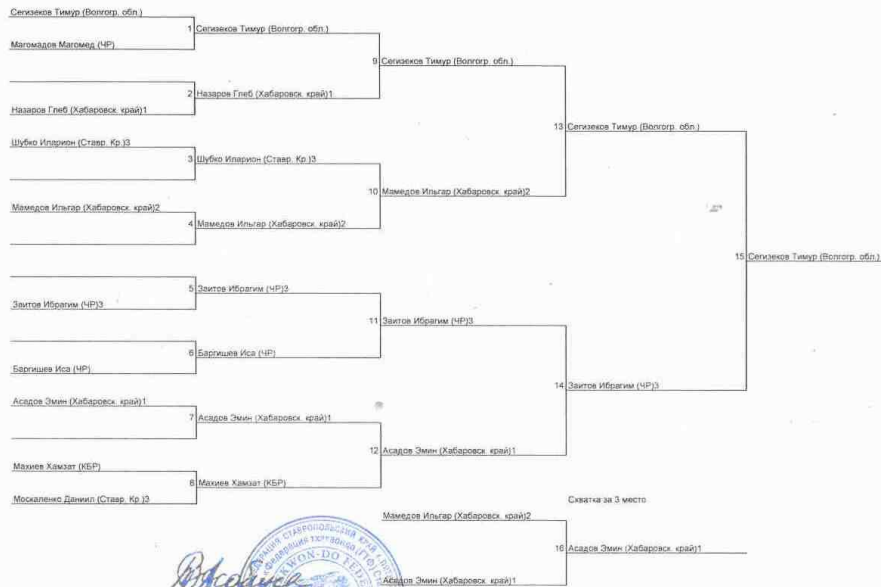 Сегизеков Тимур (Волгогр. обл.)
1 Сегизеков Тимур (Волгогр. обл.)
Магомадов Магомед (ЧР)
9 Сегизеков Тимур (Волгогр. обл.)
2 Назаров Глеб (Хабаровск. край)1
Назаров Глеб (Хабаровск. край)1
13 Сегизеков Тимур (Волгогр. обл.)
Шубко Иларион (Ставр. Кр.)3
3 Шубко Иларион (Ставр. Кр.)3
10 Мамедов Ильгар (Хабаровск. край)2
Мамедов Ильгар (Хабаровск. край)2
4 Мамедов Ильгар (Хабаровск. край)2
15 Сегизеков Тимур (Волгогр. обл.)
5 Заитов Ибрагим (ЧР)3
Заитов Ибрагим (ЧР)3
11 Заитов Ибрагим (ЧР)3
6 Баргишев Иса (ЧР)
Баргишев Иса (ЧР)
14 Заитов Ибрагим (ЧР)3
Асадов Эмин (Хабаровск. край)1
7 Асадов Эмин (Хабаровск. край)1
12 Асадов Эмин (Хабаровск. край)1
Махиев Хамзат (КБР)
8 Махиев Хамзат (КБР)
Москаленко Даниил (Ставр. Кр.)3
Схватка за 3 место
Мамедов Ильгар (Хабаровск. край)2
16 Асадов Эмин (Хабаровск. край)1
Асадов Эмин (Хабаровск. край)1
СТАВРОПОЛЬСКИЙ КРАЙ
Федерация тхэквондо (ГТФ)